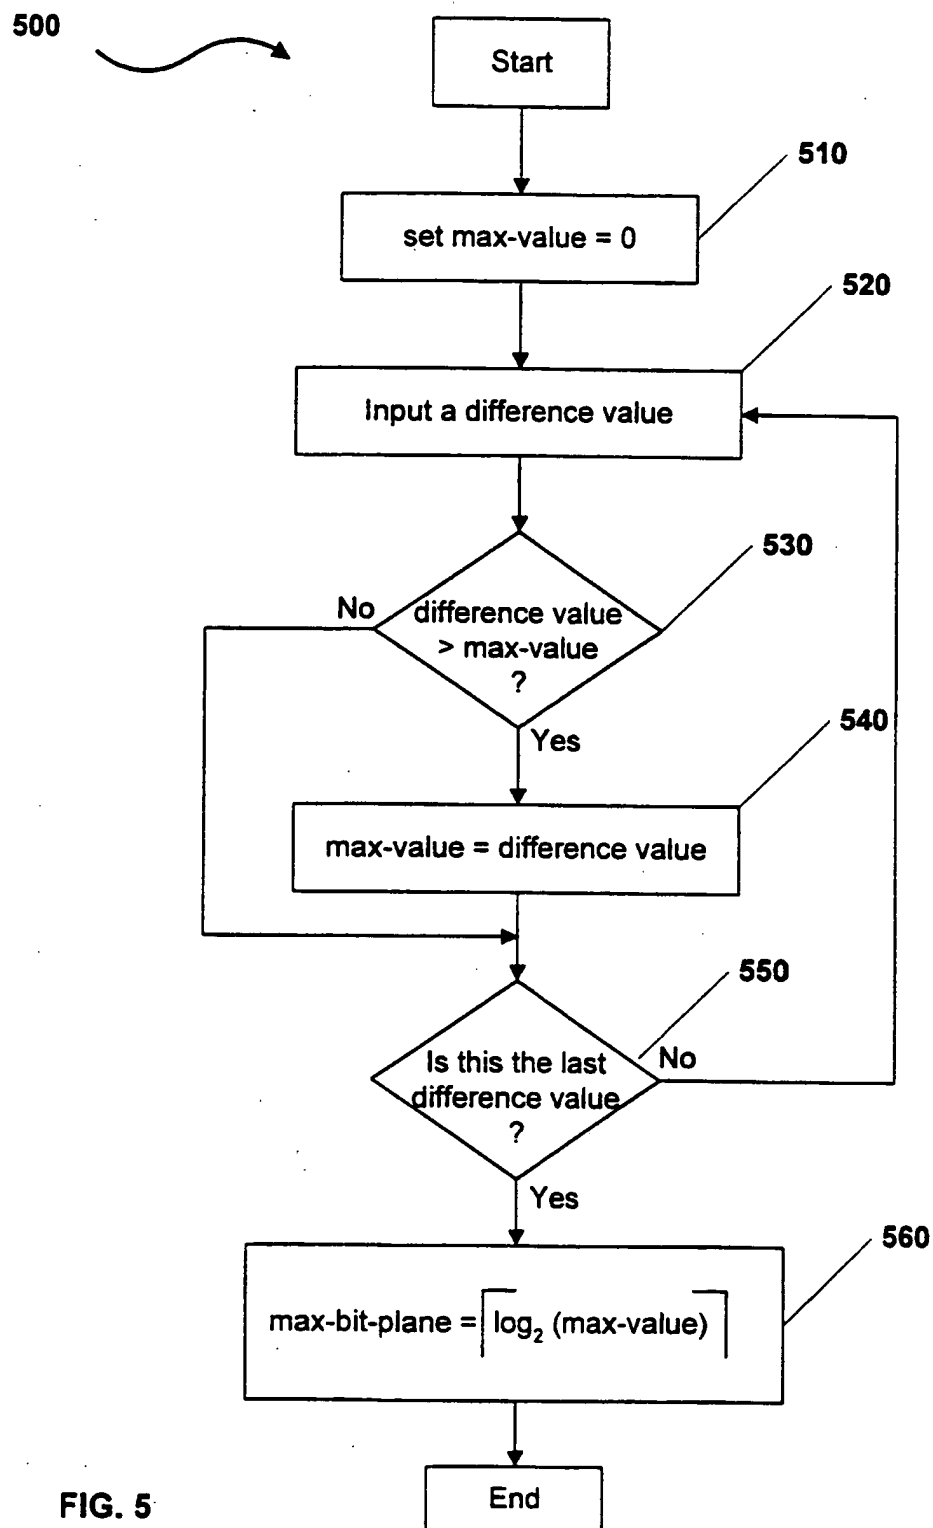 500
Start
510
set max-value = 0
520
Input a difference value
530
No
difference value
> max-value
?
Yes
540
max-value = difference value
550
Is this the last
difference value
?
No
Yes
560
max-bit-plane = ⌈log₂ (max-value)⌉
End
FIG. 5